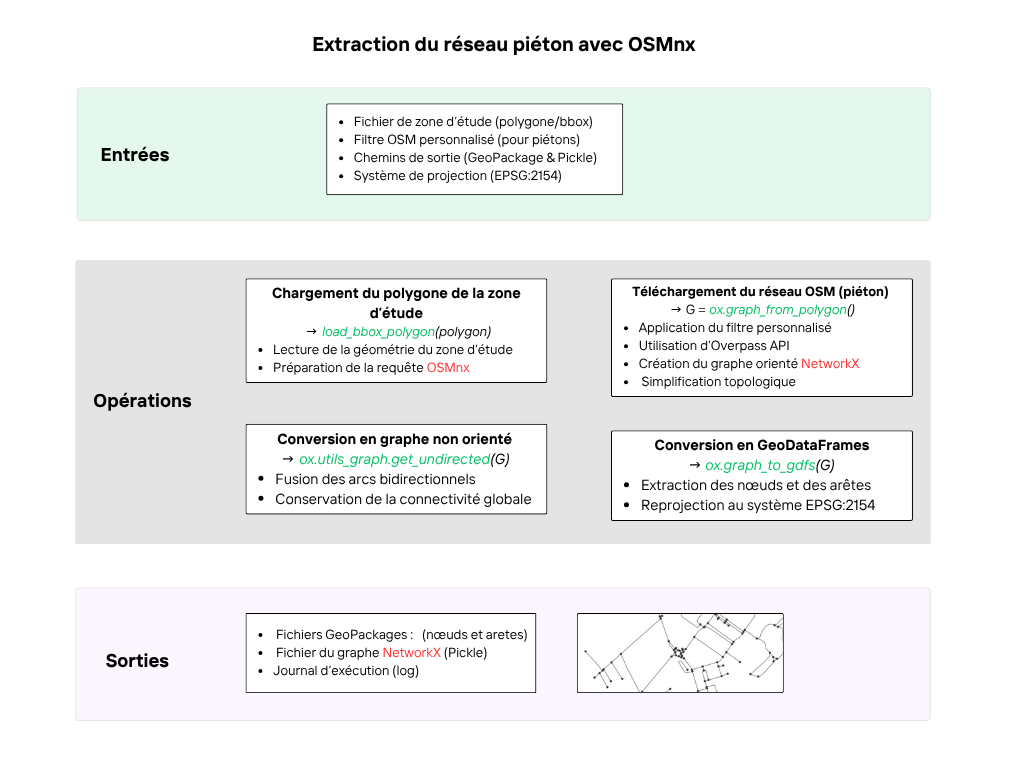 Extraction du réseau piéton avec OSMnx
Entrées
• Fichier de zone d'étude (polygone/bbox)
• Filtre OSM personnalisé (pour piétons)
• Chemins de sortie (GeoPackage & Pickle)
• Système de projection (EPSG:2154)
Opérations
Chargement du polygone de la zone
d'étude
→ load_bbox_polygon(polygon)
• Lecture de la géométrie du zone d'étude
• Préparation de la requête OSMnx
Téléchargement du réseau OSM (piéton)
→ G = ox.graph_from_polygon()
• Application du filtre personnalisé
• Utilisation d'Overpass API
• Création du graphe orienté NetworkX
• Simplification topologique
Conversion en graphe non orienté
→ ox.utils_graph.get_undirected(G)
• Fusion des arcs bidirectionnels
• Conservation de la connectivité globale
Conversion en GeoDataFrames
→ ox.graph_to_gdfs(G)
• Extraction des nœuds et des arêtes
• Reprojection au système EPSG:2154
Sorties
• Fichiers GeoPackages : (nœuds et aretes)
• Fichier du graphe NetworkX (Pickle)
• Journal d'exécution (log)